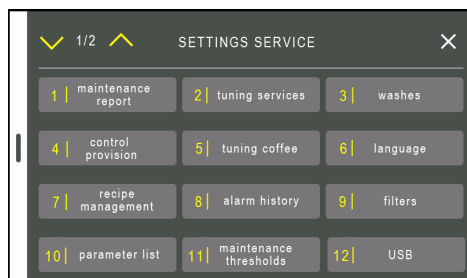 1/2 SETTINGS SERVICE
1 | maintenance report
2 | tuning services
3 | washes
4 | control provision
5 | tuning coffee
6 | language
7 | recipe management
8 | alarm history
9 | filters
10 | parameter list
11 | maintenance thresholds
12 | USB